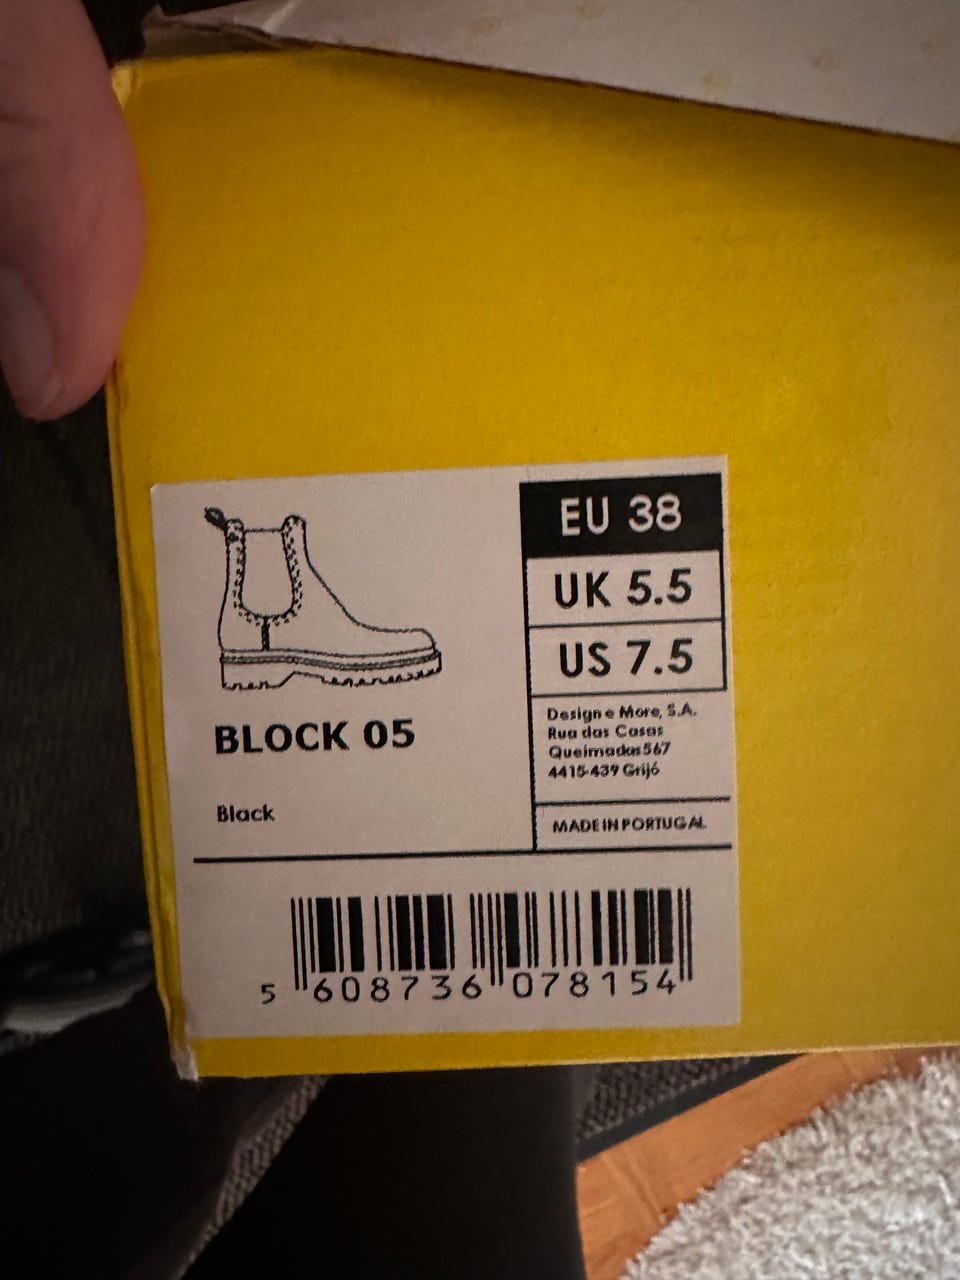 EU 38
UK 5.5
US 7.5
Design e More, S.A.
Rua das Casas
Queimadas 567
4415-439 Grijó
MADE IN PORTUGAL
BLOCK 05
Black
5 608736 078154